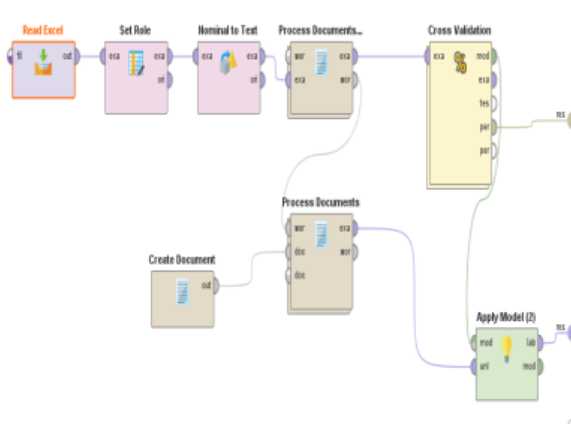 Read Excel
Set Role
Nominal to Text
Process Documents...
Cross Validation
fil
out
exa
exa
ori
exa
exa
ori
wor
exa
exa
wor
exa
mod
exa
tes
per
per
res
Process Documents
wor
exa
doc
wor
doc
Create Document
out
Apply Model (2)
mod
lab
unl
mod
res